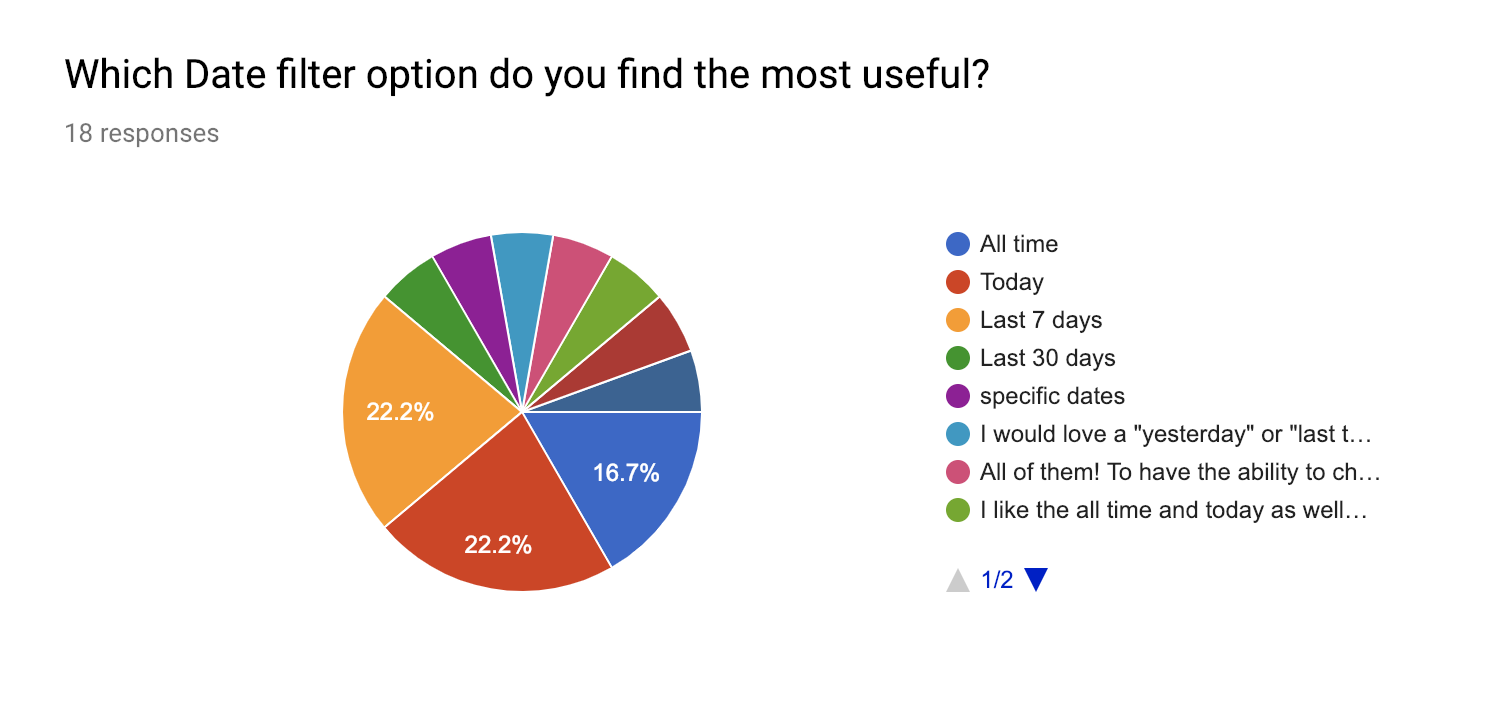 Which Date filter option do you find the most useful?
18 responses
22.2%
16.7%
22.2%
All time
Today
Last 7 days
Last 30 days
specific dates
I would love a "yesterday" or "last t…
All of them! To have the ability to ch…
I like the all time and today as well…
1/2